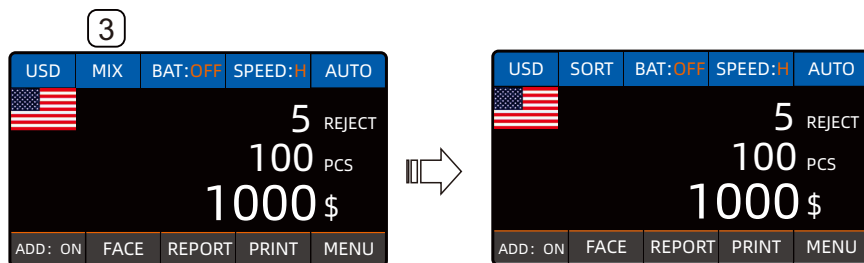 3
USD MIX BAT:OFF SPEED:H AUTO
5 REJECT
100 PCS
1000 $
ADD: ON FACE REPORT PRINT MENU
USD SORT BAT:OFF SPEED:H AUTO
5 REJECT
100 PCS
1000 $
ADD: ON FACE REPORT PRINT MENU